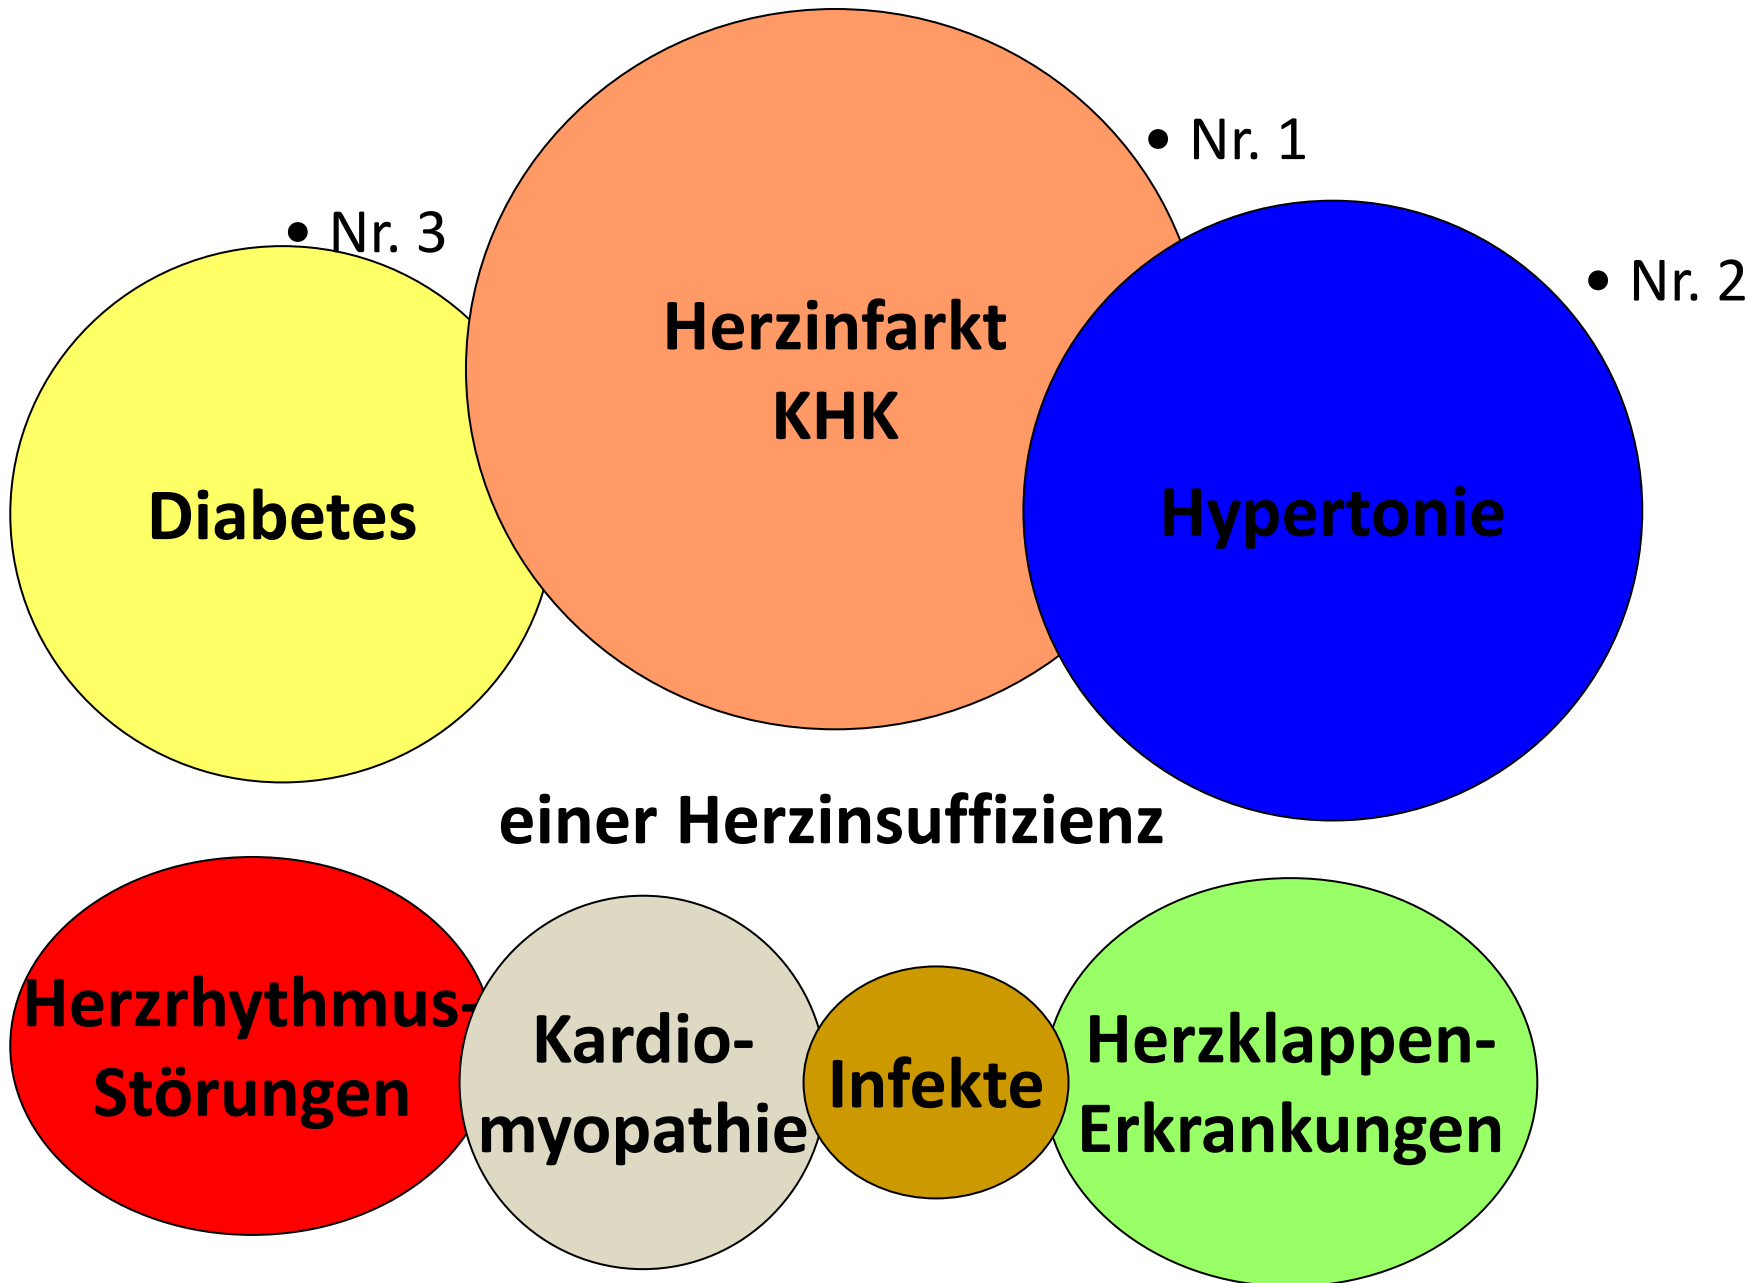 • Nr. 1
• Nr. 3
• Nr. 2
Herzinfarkt
KHK
Diabetes
Hypertonie
einer Herzinsuffizienz
Herzrhythmus-
Störungen
Kardio-
myopathie
Infekte
Herzklappen-
Erkrankungen